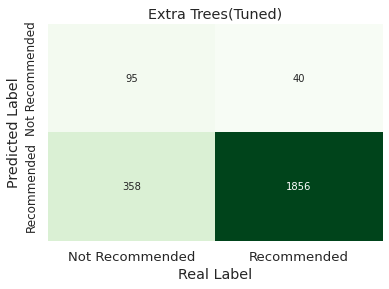 Extra Trees(Tuned)
Predicted Label
Not Recommended
95
40
Recommended
358
1856
Not Recommended
Recommended
Real Label